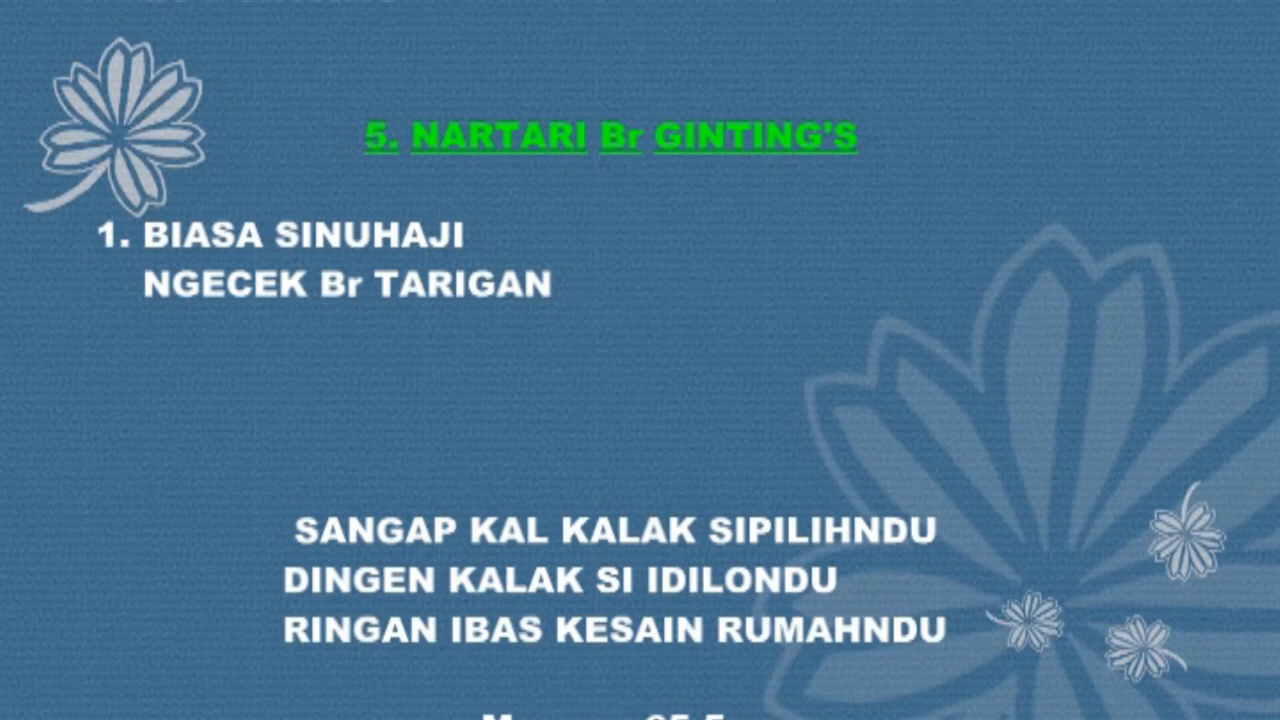 5. NARTARI Br GINTING'S
1. BIASA SINUHAJI
NGECEK Br TARIGAN
SANGAP KAL KALAK SIPILIHNDU
DINGEN KALAK SI IDILONDU
RINGAN IBAS KESAIN RUMAHNDU